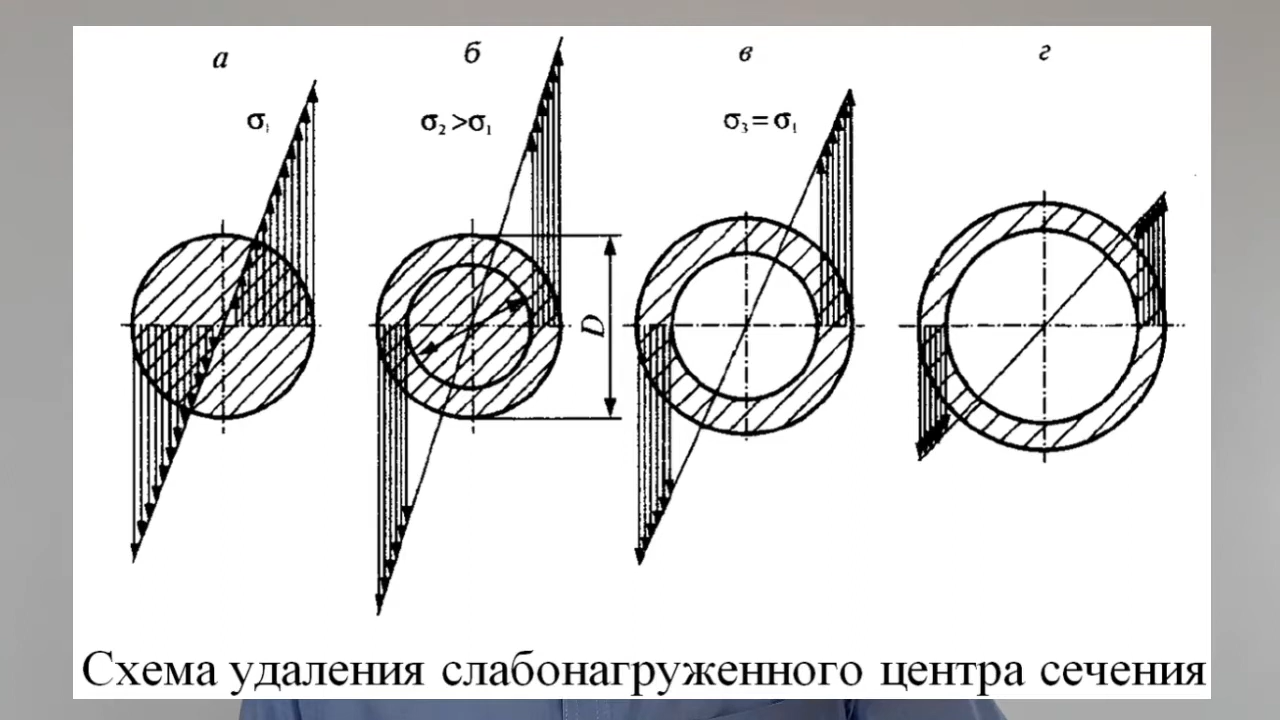 а б в г
σ₁ σ₂>σ₁ σ₃=σ₁
D
Схема удаления слабонагруженного центра сечения